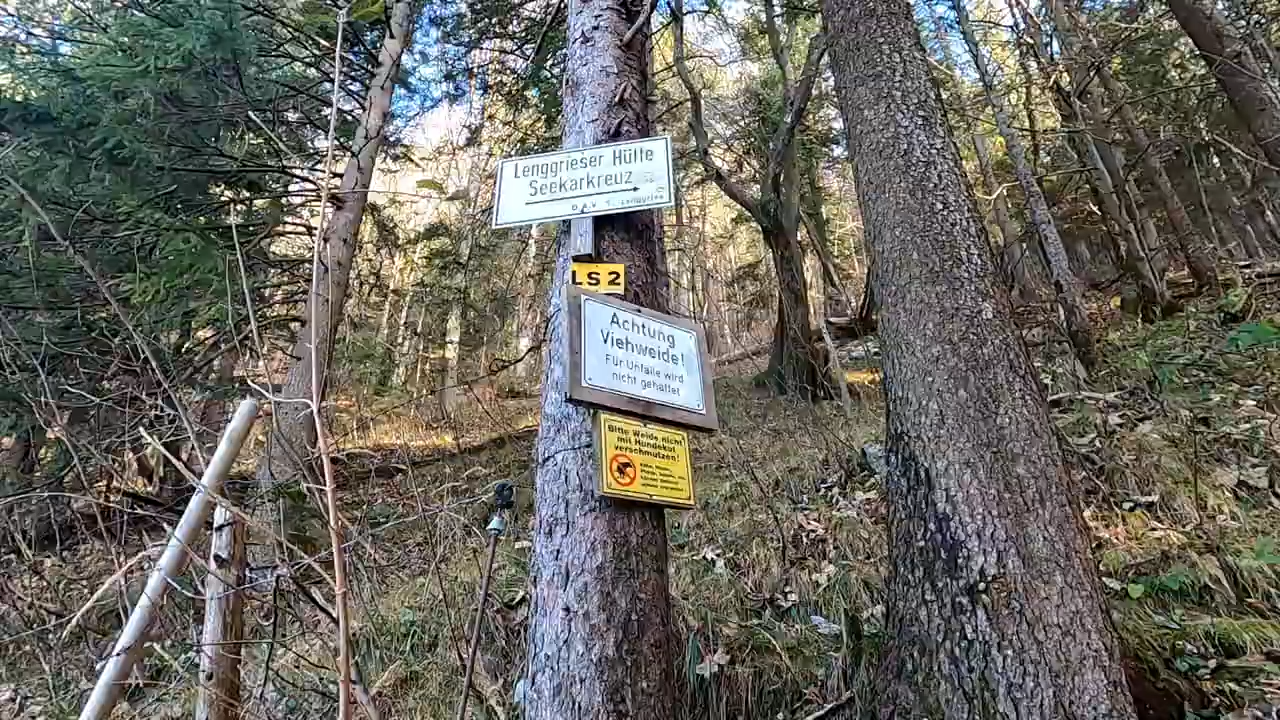 Lenggrieser Hütte
Seekarkreuz
D.A.V.
LS 2
Achtung
Viehweide!
Für Unfälle wird
nicht gehaftet
Bitte Weide nicht
mit Hundekot
verschmutzen!